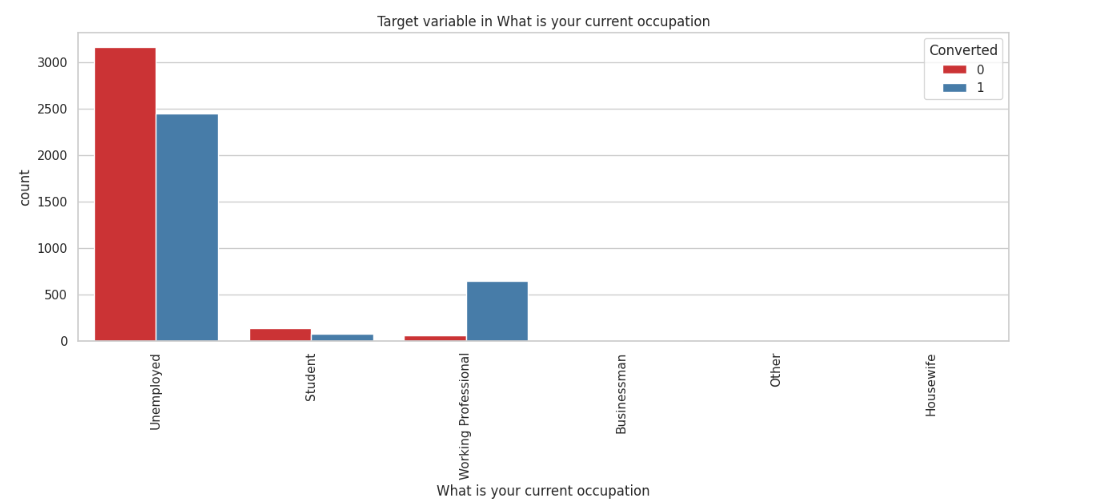 Target variable in What is your current occupation
Converted
0
1
3000
2500
2000
1500
1000
500
0
count
Unemployed
Student
Working Professional
Businessman
Other
Housewife
What is your current occupation